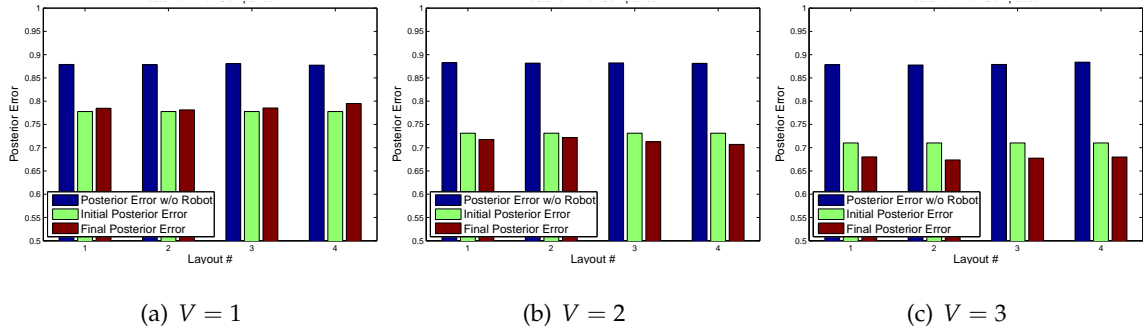 1
0.95
0.9
0.85
0.8
0.75
0.7
0.65
0.6
0.55
0.5
Posterior Error
Posterior Error w/o Robot
Initial Posterior Error
Final Posterior Error
1 2 3 4
Layout #
(a) V = 1
1
0.95
0.9
0.85
0.8
0.75
0.7
0.65
0.6
0.55
0.5
Posterior Error
Posterior Error w/o Robot
Initial Posterior Error
Final Posterior Error
1 2 3 4
Layout #
(b) V = 2
1
0.95
0.9
0.85
0.8
0.75
0.7
0.65
0.6
0.55
0.5
Posterior Error
Posterior Error w/o Robot
Initial Posterior Error
Final Posterior Error
1 2 3 4
Layout #
(c) V = 3